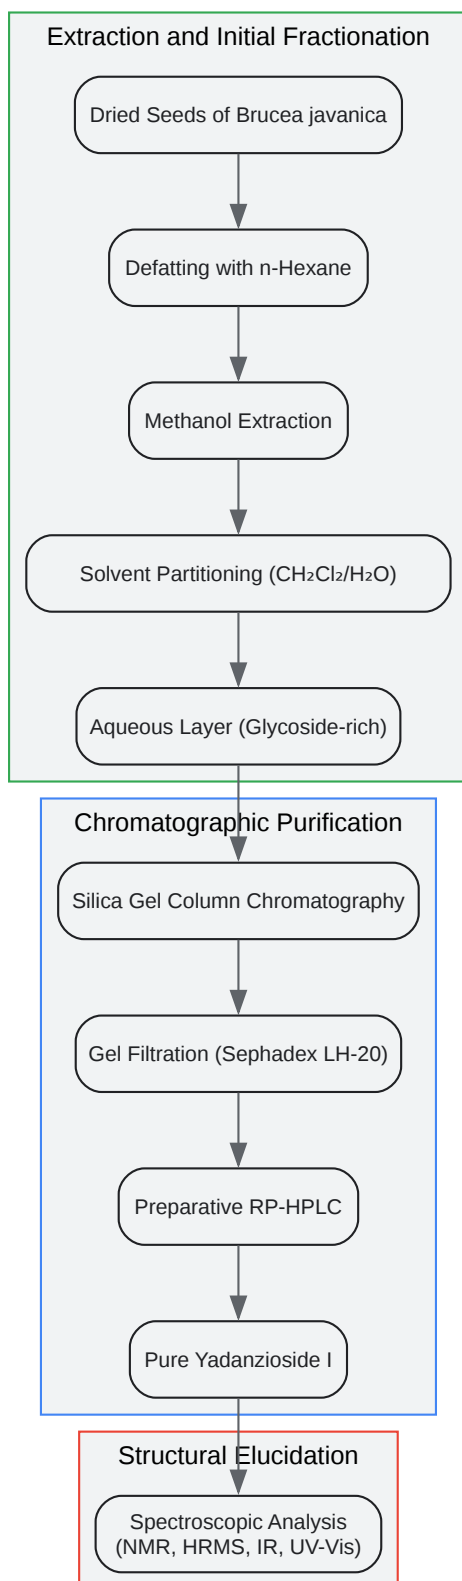 Extraction and Initial Fractionation
Dried Seeds of Brucea javanica
Defatting with n-Hexane
Methanol Extraction
Solvent Partitioning (CH₂Cl₂/H₂O)
Aqueous Layer (Glycoside-rich)
Chromatographic Purification
Silica Gel Column Chromatography
Gel Filtration (Sephadex LH-20)
Preparative RP-HPLC
Pure Yadanzioside I
Structural Elucidation
Spectroscopic Analysis
(NMR, HRMS, IR, UV-Vis)